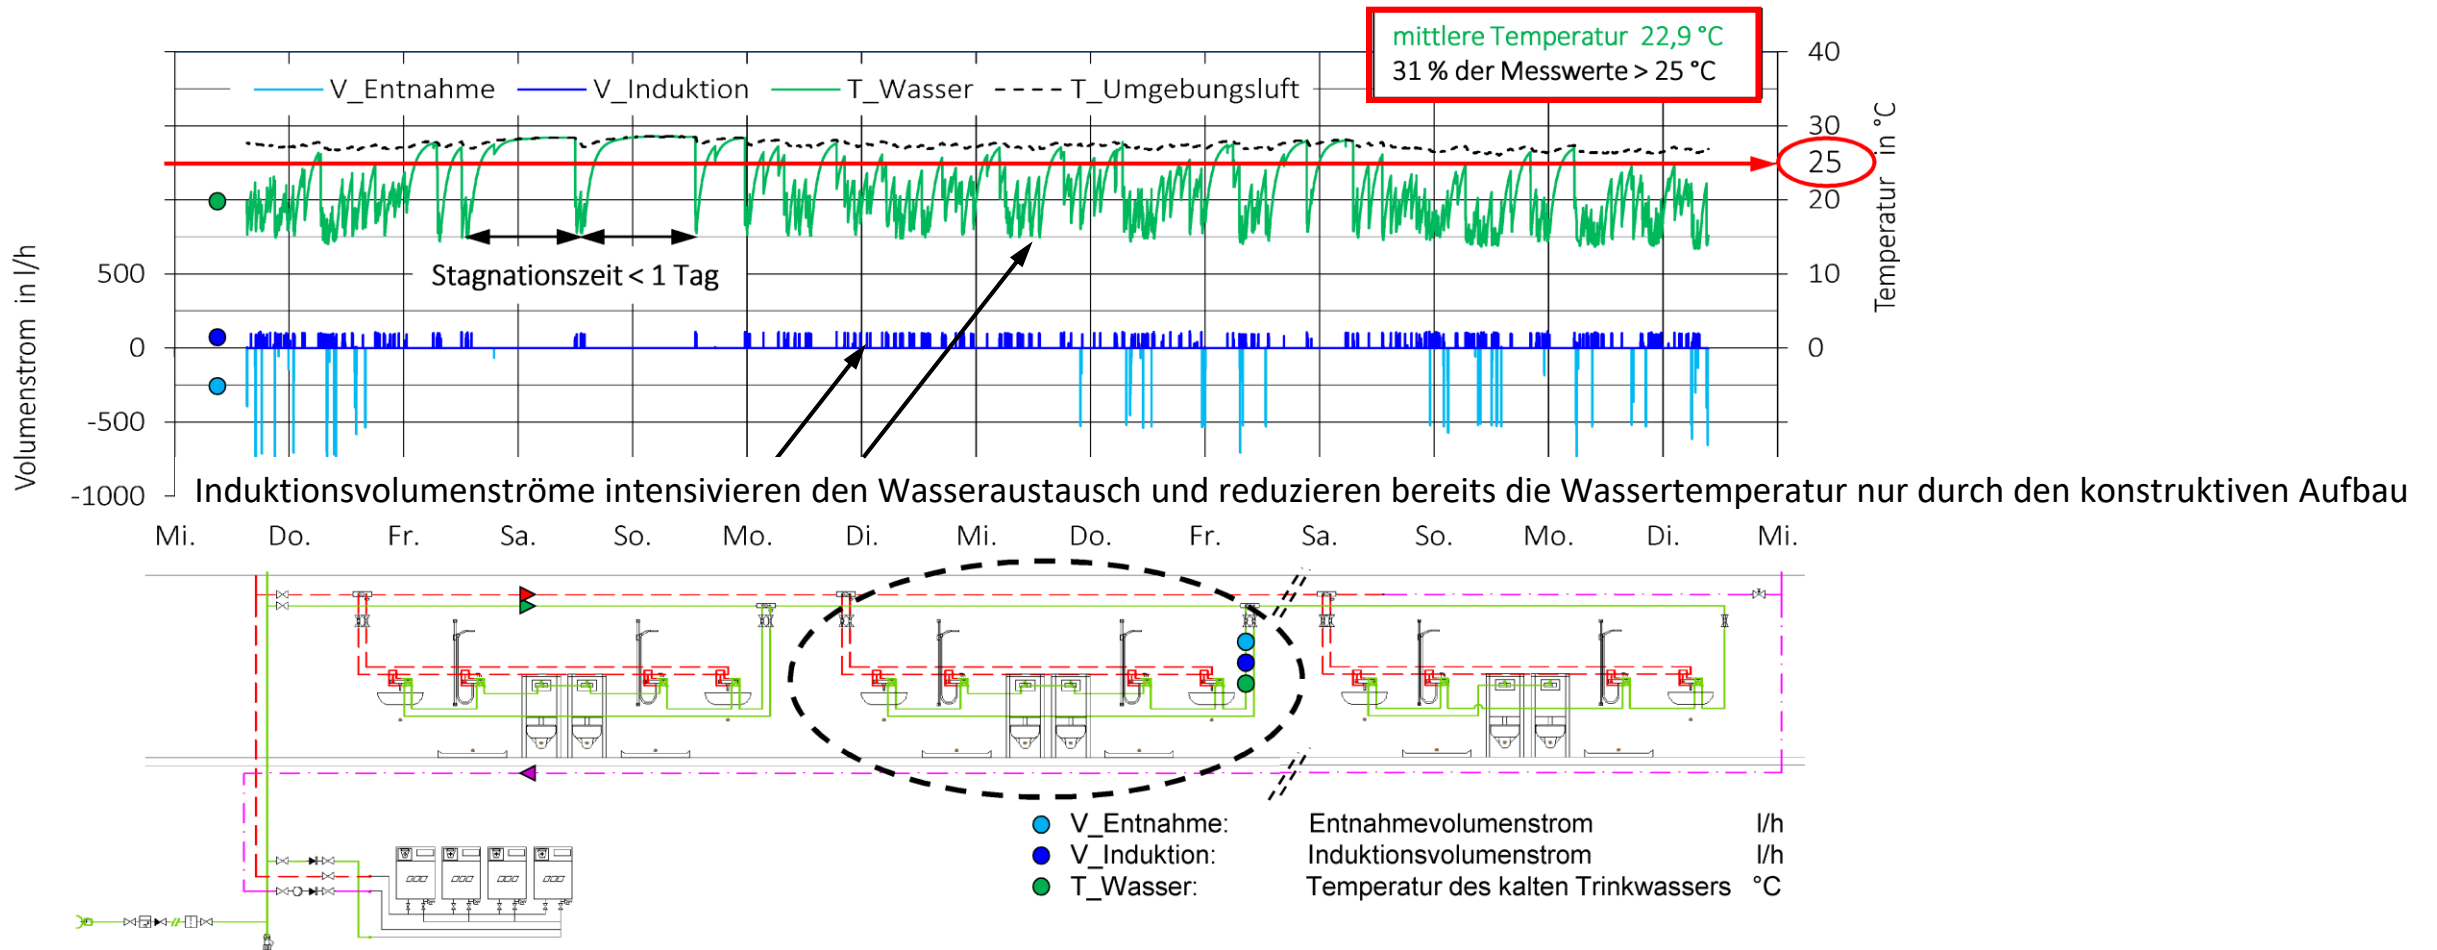 mittlere Temperatur 22,9 °C
31 % der Messwerte > 25 °C
V_Entnahme V_Induktion T_Wasser T_Umgebungsluft
Volumenstrom in l/h
500
0
-500
-1000
40
30
25
20
10
0
Temperatur in °C
Stagnationszeit < 1 Tag
Induktionsvolumenströme intensivieren den Wasseraustausch und reduzieren bereits die Wassertemperatur nur durch den konstruktiven Aufbau
Mi. Do. Fr. Sa. So. Mo. Di. Mi. Do. Fr. Sa. So. Mo. Di. Mi.
V_Entnahme: Entnahmevolumenstrom l/h
V_Induktion: Induktionsvolumenstrom l/h
T_Wasser: Temperatur des kalten Trinkwassers °C